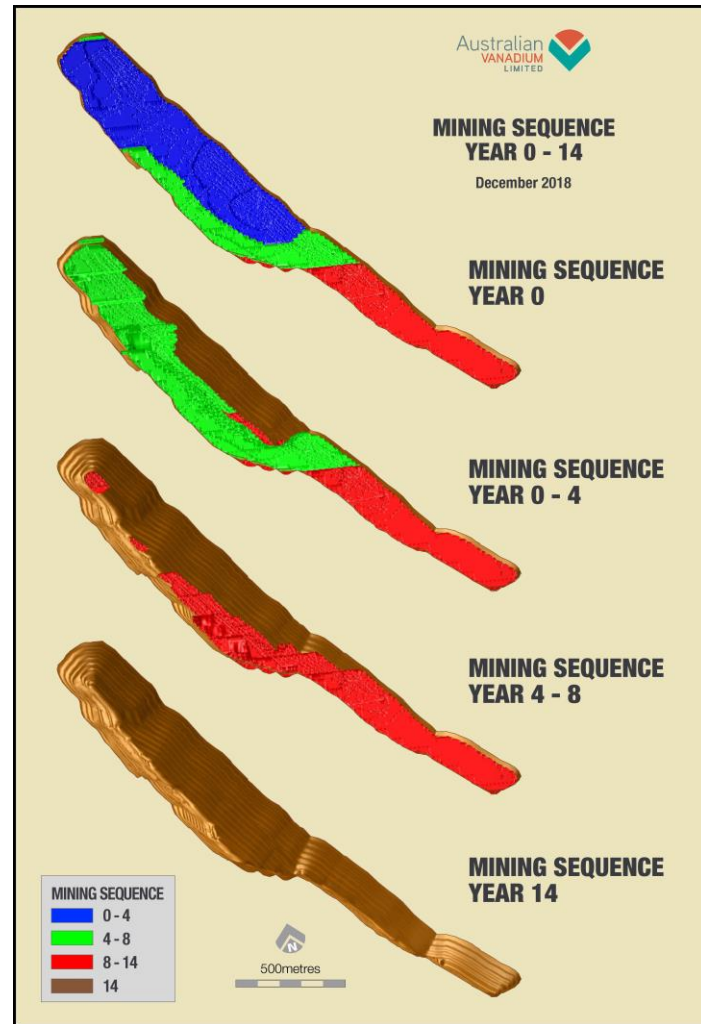 Australian
VANADIUM
LIMITED
MINING SEQUENCE
YEAR 0 - 14
December 2018
MINING SEQUENCE
YEAR 0
MINING SEQUENCE
YEAR 0 - 4
MINING SEQUENCE
YEAR 4 - 8
MINING SEQUENCE
YEAR 14
MINING SEQUENCE
0 - 4
4 - 8
8 - 14
14
N
500metres